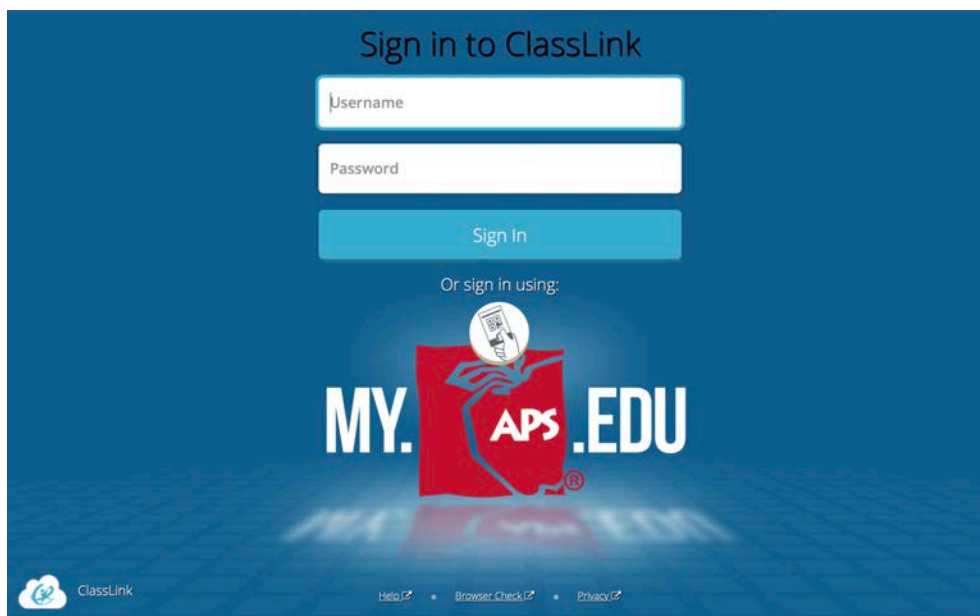 Sign in to ClassLink
Username
Password
Sign In
Or sign in using:
MY. APS .EDU
®
ClassLink
Help
Browser Check
Privacy